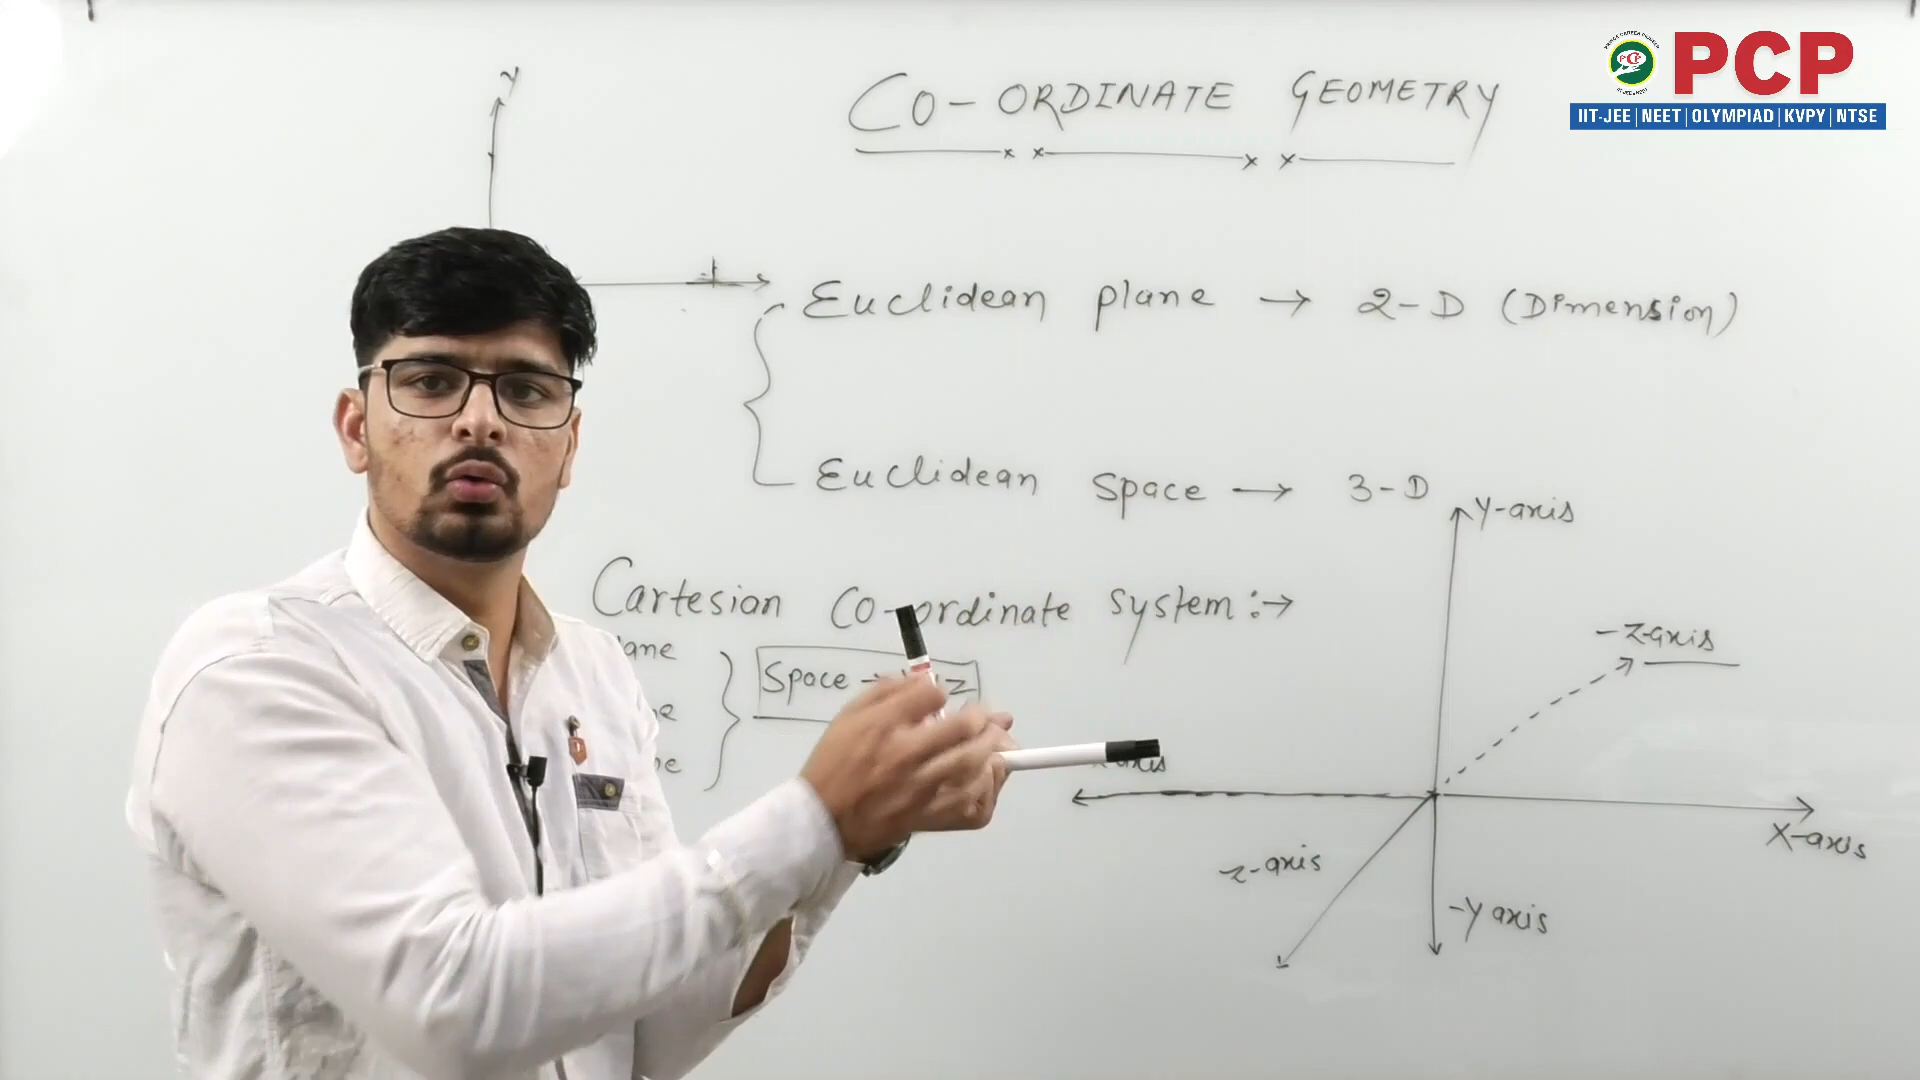 PCP
IIT-JEE | NEET | OLYMPIAD | KVPY | NTSE
Y
CO-ORDINATE GEOMETRY
Euclidean plane → 2-D (Dimension)
Euclidean Space → 3-D
Y-axis
Cartesian Co-ordinate system:→
-Z-axis
Space →
X-axis
z-axis
-Y axis